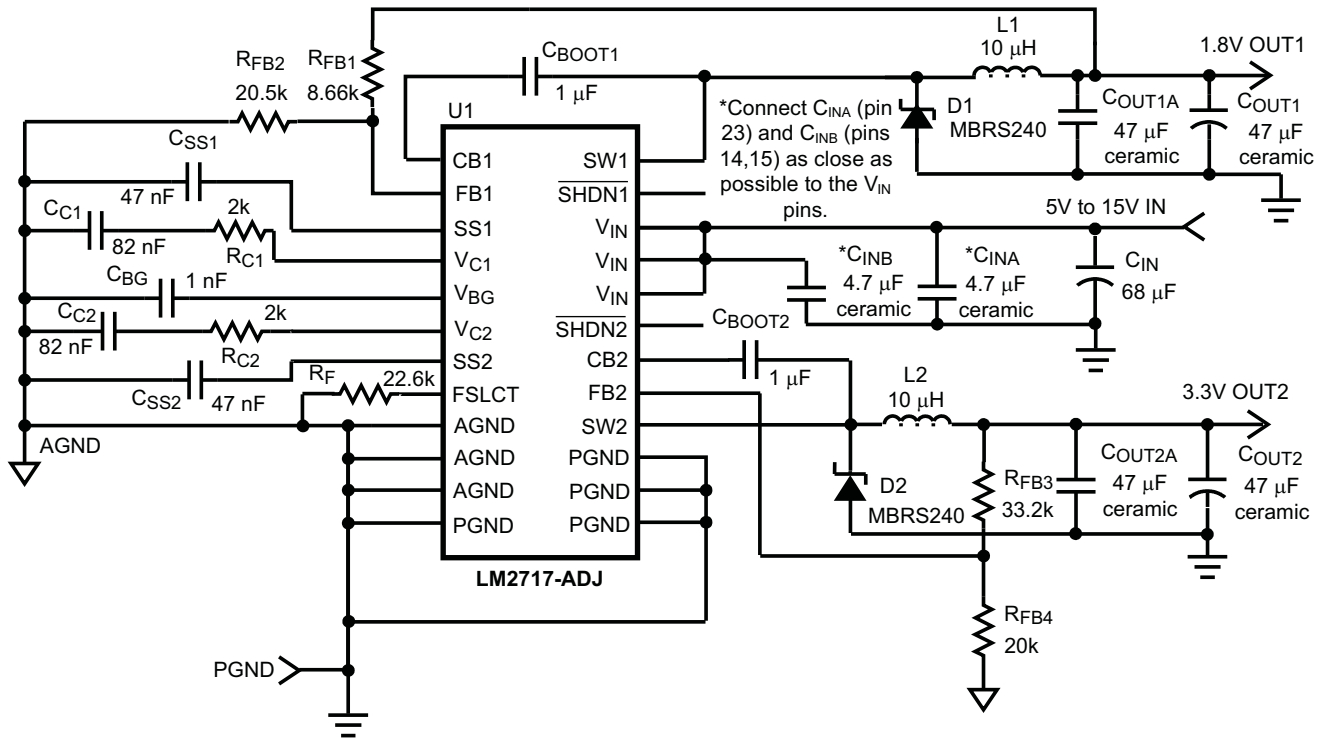 L1
10 μH
1.8V OUT1
RFB2
20.5k
RFB1
8.66k
CBOOT1
1 μF
*Connect CINA (pin
23) and CINB (pins
14,15) as close as
possible to the VIN
pins.
D1
MBRS240
COUT1A
47 μF
ceramic
COUT1
47 μF
ceramic
U1
CSS1
47 nF
CC1
82 nF
2k
RC1
CBG
1 nF
CC2
82 nF
2k
RC2
CSS2
47 nF
RF
22.6k
AGND
CB1
FB1
SS1
VC1
VBG
VC2
SS2
FSLCT
AGND
AGND
AGND
PGND
SW1
SHDN1
VIN
VIN
VIN
SHDN2
CB2
FB2
SW2
PGND
PGND
PGND
LM2717-ADJ
5V to 15V IN
*CINB
4.7 μF
ceramic
*CINA
4.7 μF
ceramic
CIN
68 μF
CBOOT2
1 μF
L2
10 μH
3.3V OUT2
D2
MBRS240
RFB3
33.2k
COUT2A
47 μF
ceramic
COUT2
47 μF
ceramic
RFB4
20k
PGND